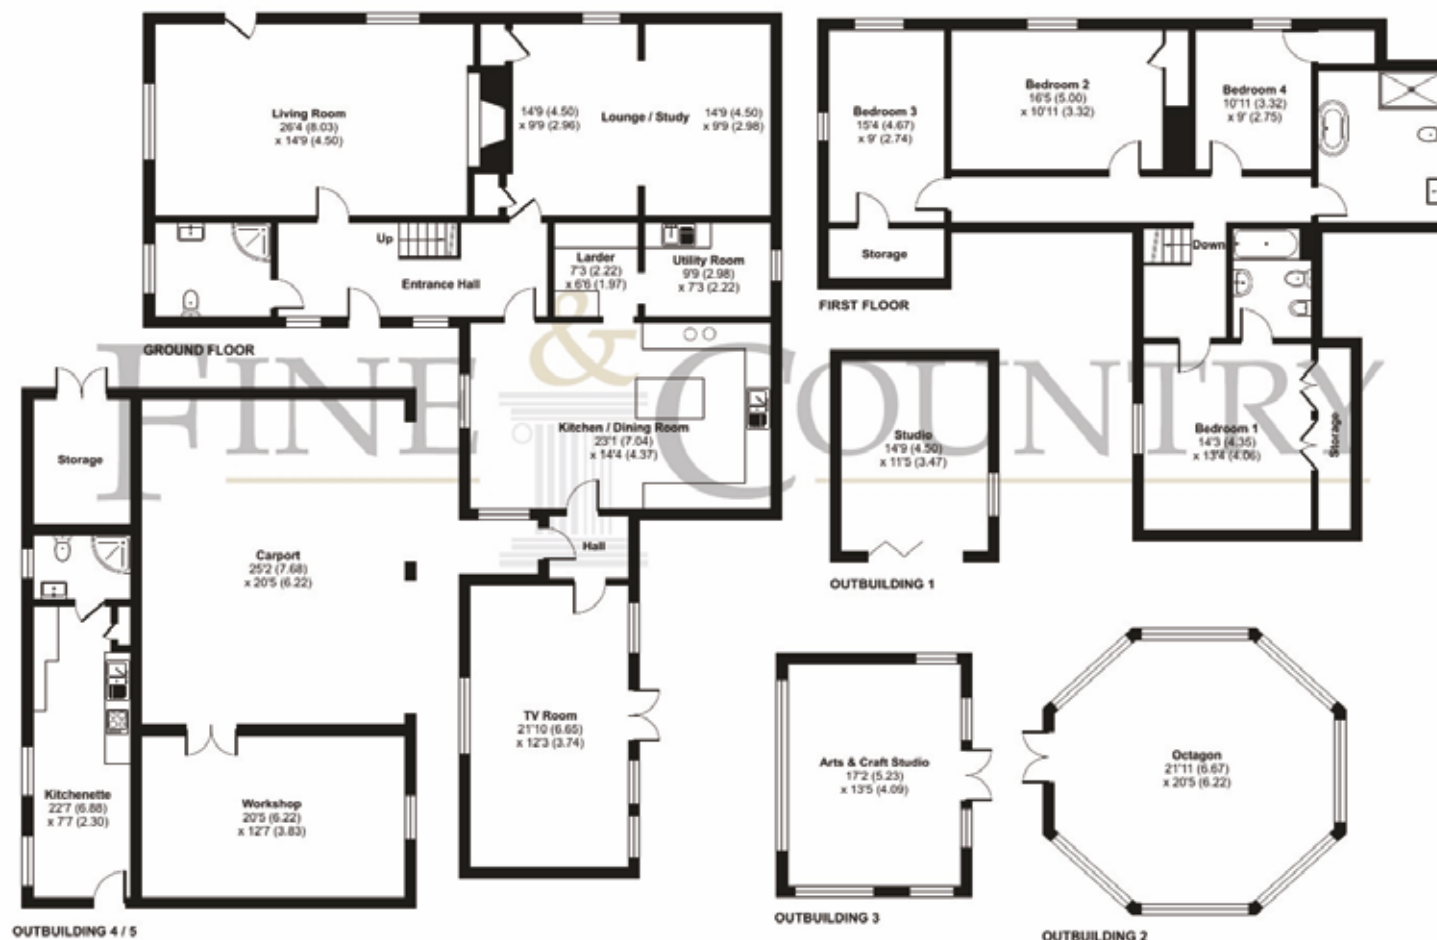 Living Room
26'4 (8.03)
x 14'9 (4.50)
14'9 (4.50)
x 9'9 (2.96)
Lounge / Study
14'9 (4.50)
x 9'9 (2.98)
Up
Entrance Hall
Larder
7'3 (2.22)
x 6'6 (1.97)
Utility Room
9'9 (2.98)
x 7'3 (2.22)
GROUND FLOOR
Bedroom 3
15'4 (4.67)
x 9' (2.74)
Bedroom 2
16'5 (5.00)
x 10'11 (3.32)
Bedroom 4
10'11 (3.32)
x 9' (2.75)
Storage
Down
FIRST FLOOR
Bedroom 1
14'3 (4.35)
x 13'4 (4.06)
Storage
FINE & COUNTRY
Kitchen / Dining Room
23'1 (7.04)
x 14'4 (4.37)
Studio
14'9 (4.50)
x 11'5 (3.47)
OUTBUILDING 1
Storage
Carport
25'2 (7.68)
x 20'5 (6.22)
Hall
TV Room
21'10 (6.65)
x 12'3 (3.74)
Kitchenette
22'7 (6.88)
x 7'7 (2.30)
Workshop
20'5 (6.22)
x 12'7 (3.83)
OUTBUILDING 4 / 5
Arts & Craft Studio
17'2 (5.23)
x 13'5 (4.09)
OUTBUILDING 3
Octagon
21'11 (6.67)
x 20'5 (6.22)
OUTBUILDING 2